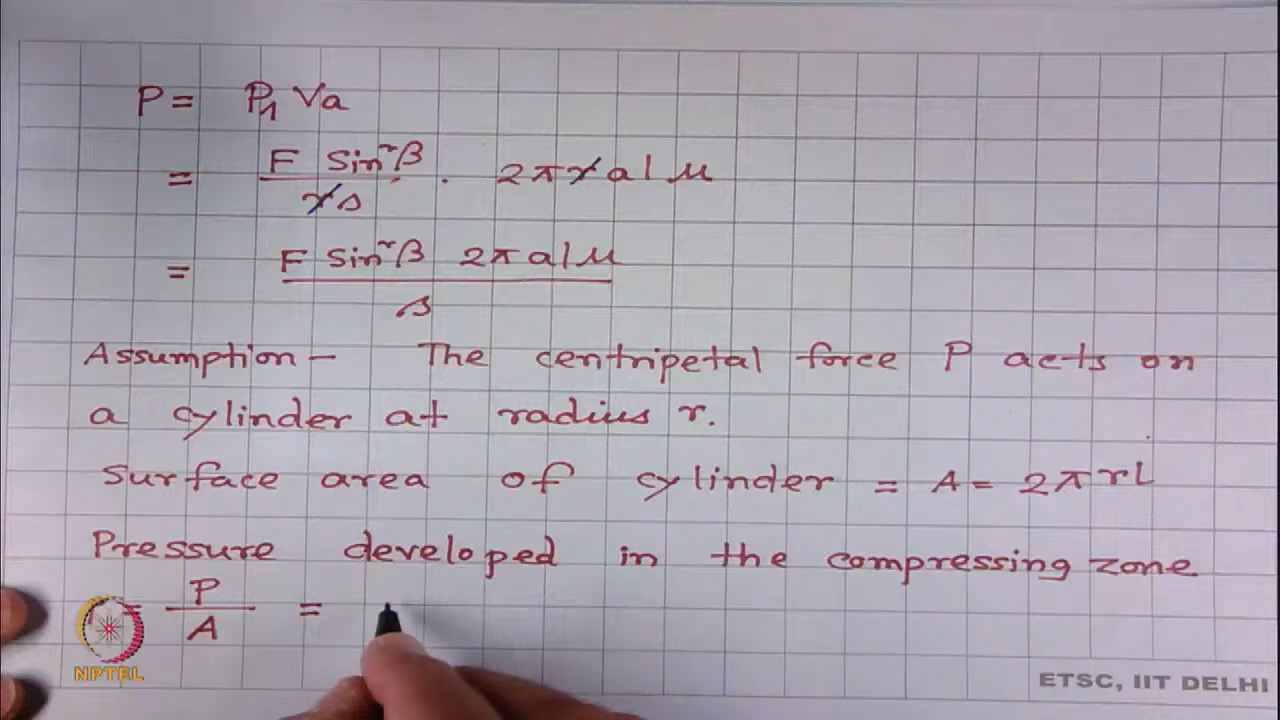 P = P₁ Va
= F Sin²β / r s . 2π r a l μ
= F Sin²β 2π a l μ / s
Assumption – The centripetal force P acts on
a cylinder at radius r.
Surface area of cylinder = A = 2π r L
Pressure developed in the compressing zone
= P / A =
NPTEL
ETSC, IIT DELHI